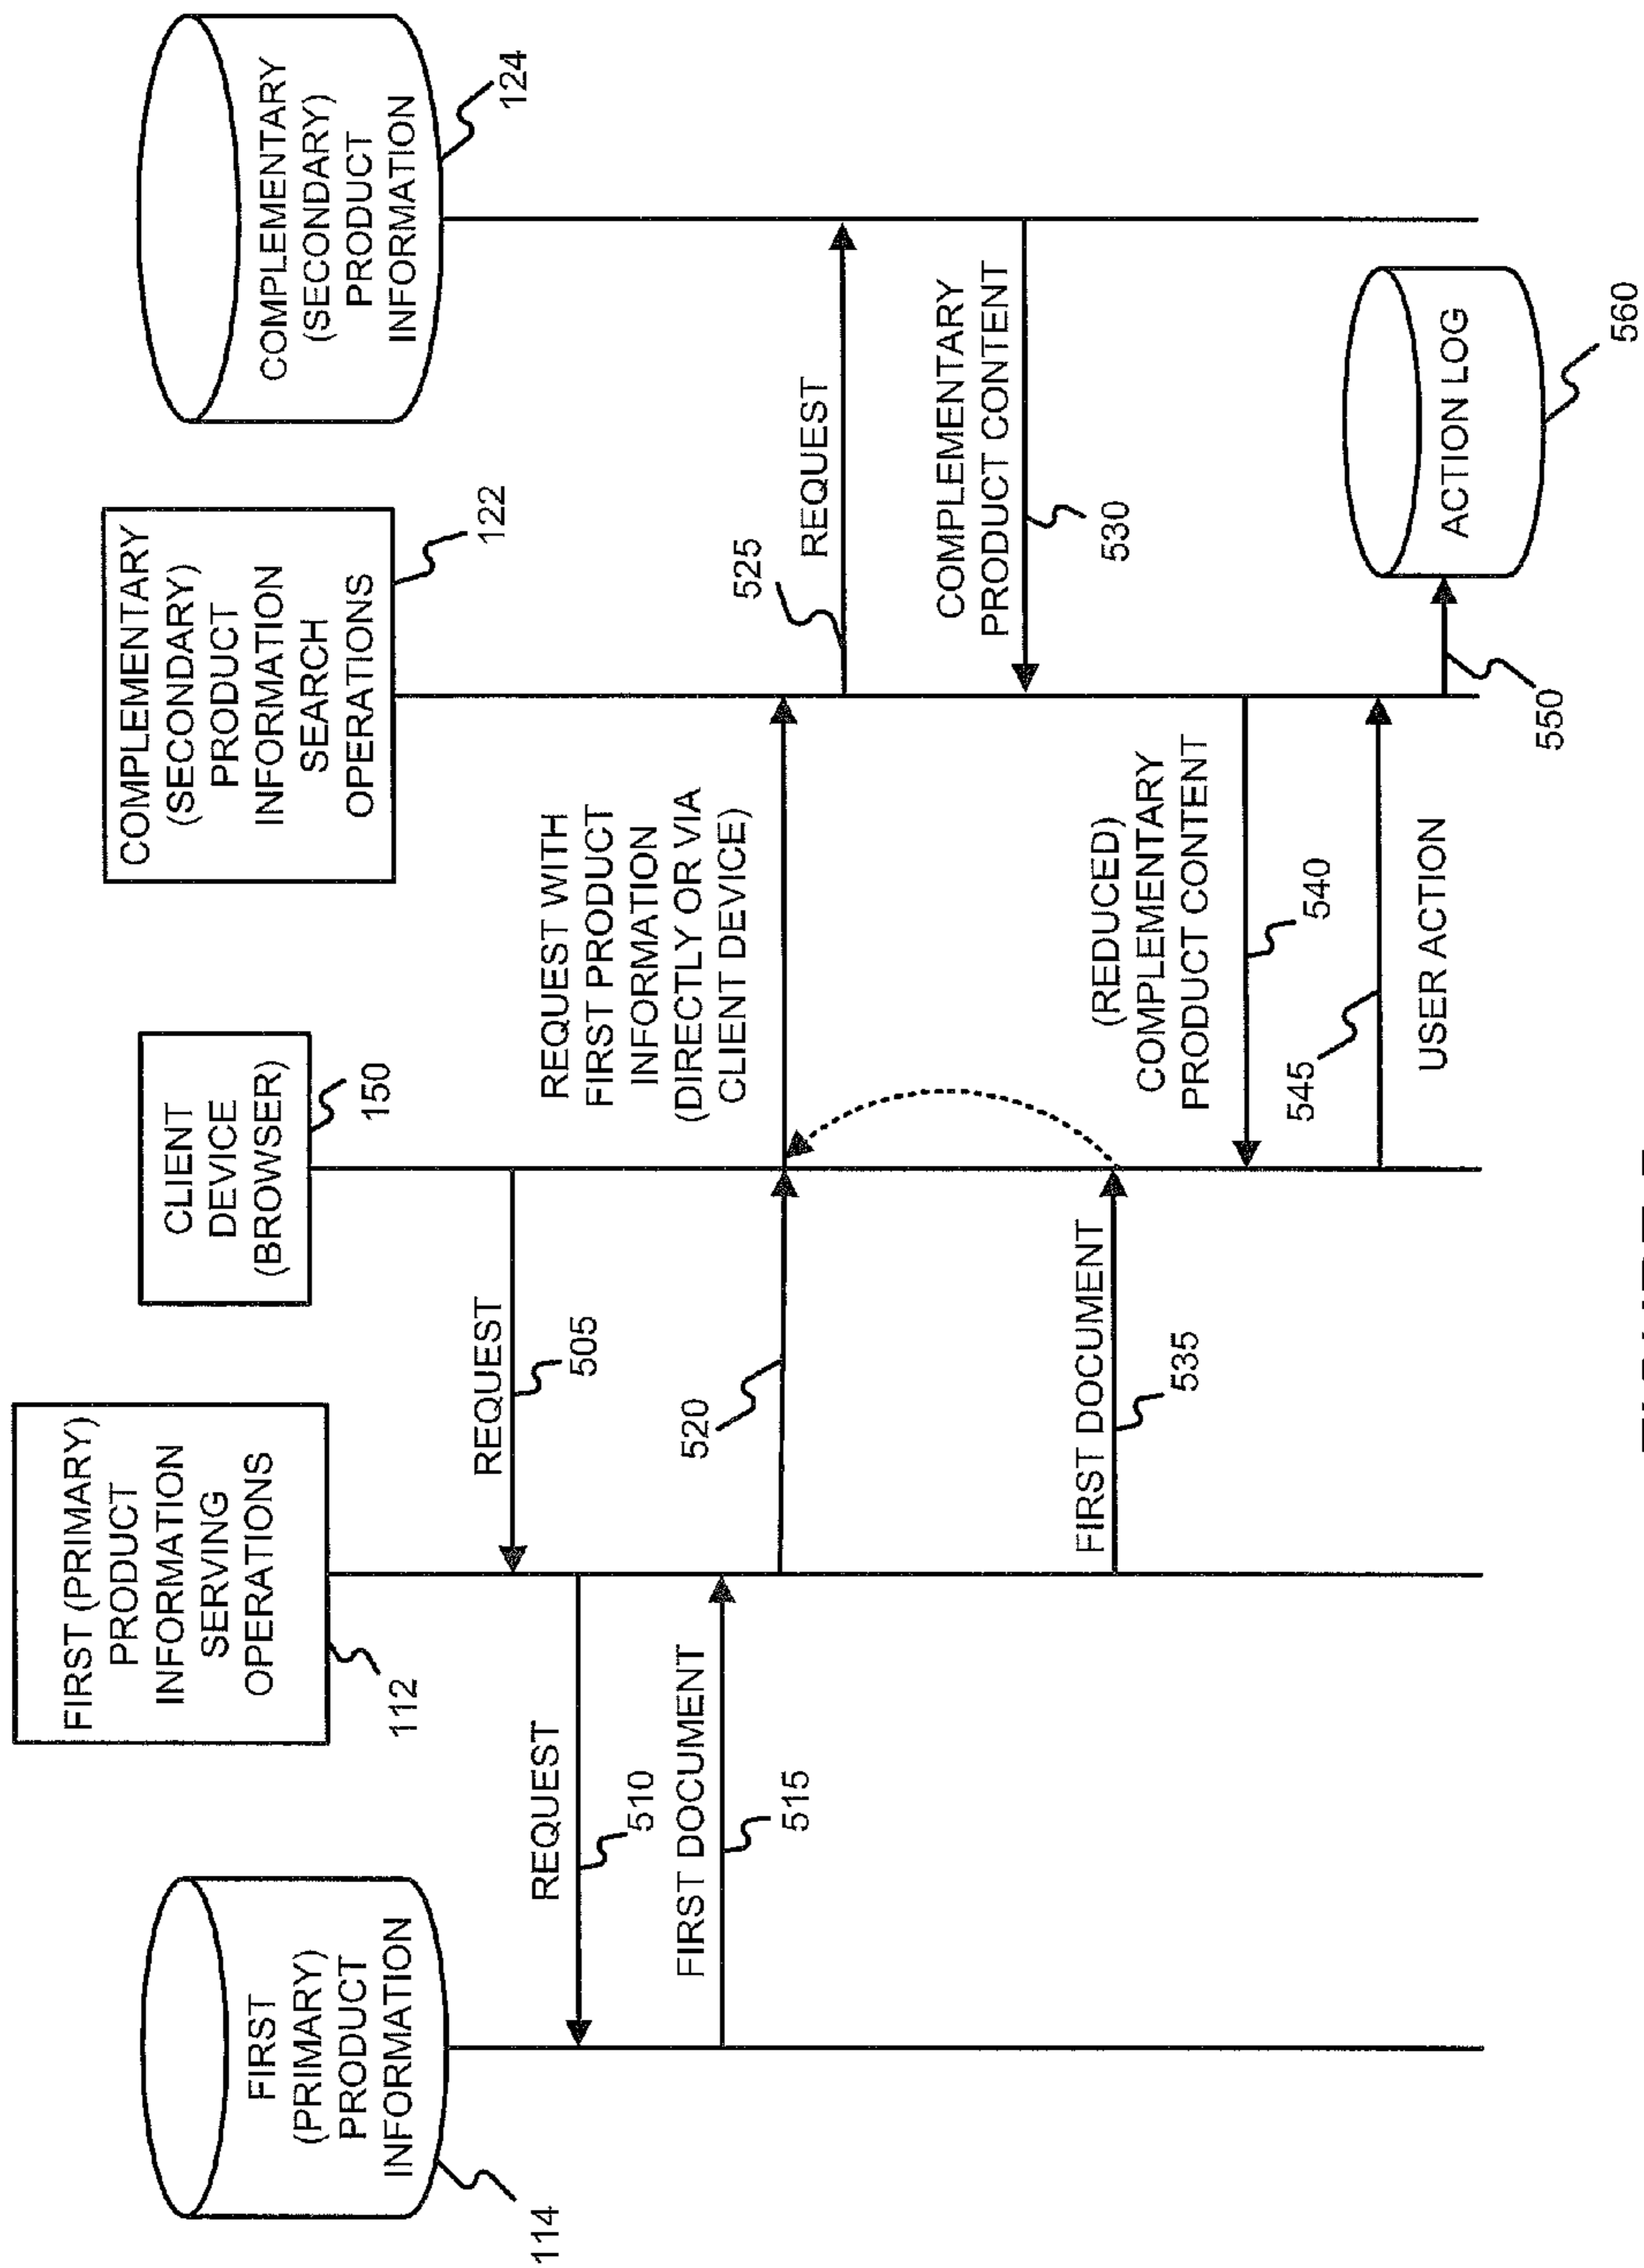 FIRST
(PRIMARY)
PRODUCT
INFORMATION
114
FIRST (PRIMARY)
PRODUCT
INFORMATION
SERVING
OPERATIONS
112
CLIENT
DEVICE
(BROWSER)
150
COMPLEMENTARY
(SECONDARY)
PRODUCT
INFORMATION
SEARCH
OPERATIONS
122
COMPLEMENTARY
(SECONDARY)
PRODUCT
INFORMATION
124
REQUEST
505
REQUEST
510
FIRST DOCUMENT
515
520
REQUEST WITH
FIRST PRODUCT
INFORMATION
(DIRECTLY OR VIA
CLIENT DEVICE)
525
REQUEST
COMPLEMENTARY
PRODUCT CONTENT
530
FIRST DOCUMENT
535
(REDUCED)
COMPLEMENTARY
PRODUCT CONTENT
540
545
USER ACTION
550
ACTION LOG
560